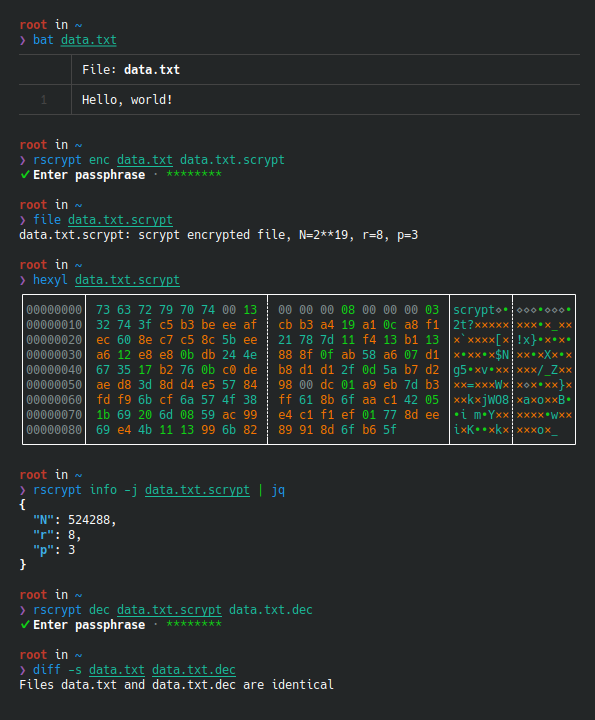 root in ~
❯ bat data.txt
File: data.txt
1 Hello, world!
root in ~
❯ rscrypt enc data.txt data.txt.scrypt
✔ Enter passphrase · ********
root in ~
❯ file data.txt.scrypt
data.txt.scrypt: scrypt encrypted file, N=2**19, r=8, p=3
root in ~
❯ hexyl data.txt.scrypt
00000000 73 63 72 79 70 74 00 13 00 00 00 08 00 00 00 03 scrypt⋄• ⋄⋄⋄•⋄⋄⋄•
00000010 32 74 3f c5 b3 be ee af cb b3 a4 19 a1 0c a8 f1 2t?××××× ×××•×_××
00000020 ec 60 8e c7 c5 8c 5b ee 21 78 7d 11 f4 13 b1 13 ×`××××[× !x}•×•×•
00000030 a6 12 e8 e8 0b db 24 4e 88 8f 0f ab 58 a6 07 d1 ו×ו×$N ×ו×X×•×
00000040 67 35 17 b2 76 0b c0 de b8 d1 d1 2f 0d 5a b7 d2 g5•×v•×× ×××/_Z××
00000050 ae d8 3d 8d d4 e5 57 84 98 00 dc 01 a9 eb 7d b3 ××=×××W× ×⋄×•××}×
00000060 fd f9 6b cf 6a 57 4f 38 ff 61 8b 6f aa c1 42 05 ××k×jWO8 ×a×o××B•
00000070 1b 69 20 6d 08 59 ac 99 e4 c1 f1 ef 01 77 8d ee •i m•Y×× ××××•w××
00000080 69 e4 4b 11 13 99 6b 82 89 91 8d 6f b6 5f i×K••×k× ×××o×_
root in ~
❯ rscrypt info -j data.txt.scrypt | jq
{
"N": 524288,
"r": 8,
"p": 3
}
root in ~
❯ rscrypt dec data.txt.scrypt data.txt.dec
✔ Enter passphrase · ********
root in ~
❯ diff -s data.txt data.txt.dec
Files data.txt and data.txt.dec are identical